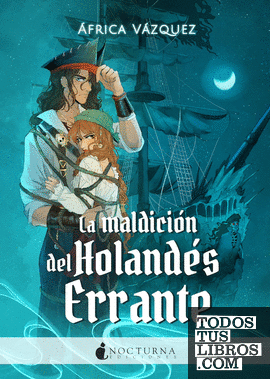 ÁFRICA VÁZQUEZ
La maldición
del Holandés
Errante
NOCTURNA
EDICIONES
TODOS
TUS
LIBROS
.COM